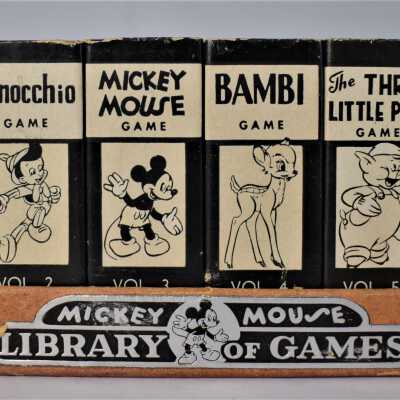 nocchio
GAME
VOL. 2
MICKEY
MOUSE
GAME
VOL. 3
BAMBI
GAME
VOL. 4
The THR
LITTLE P
GAME
VOL. 5
MICKEY MOUSE
LIBRARY OF GAMES